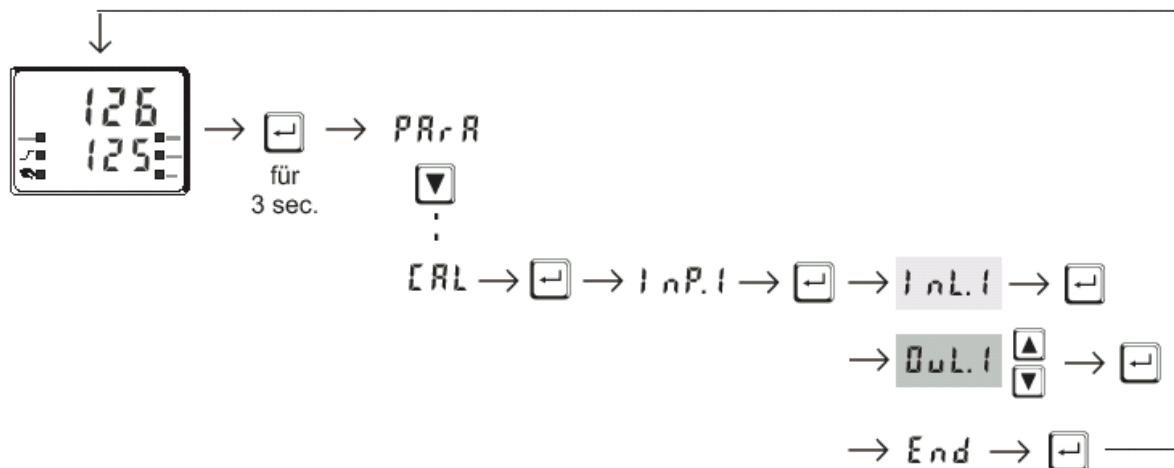 126
125
PArA
für
3 sec.
CAL
InP.1
InL.1
OuL.1
End